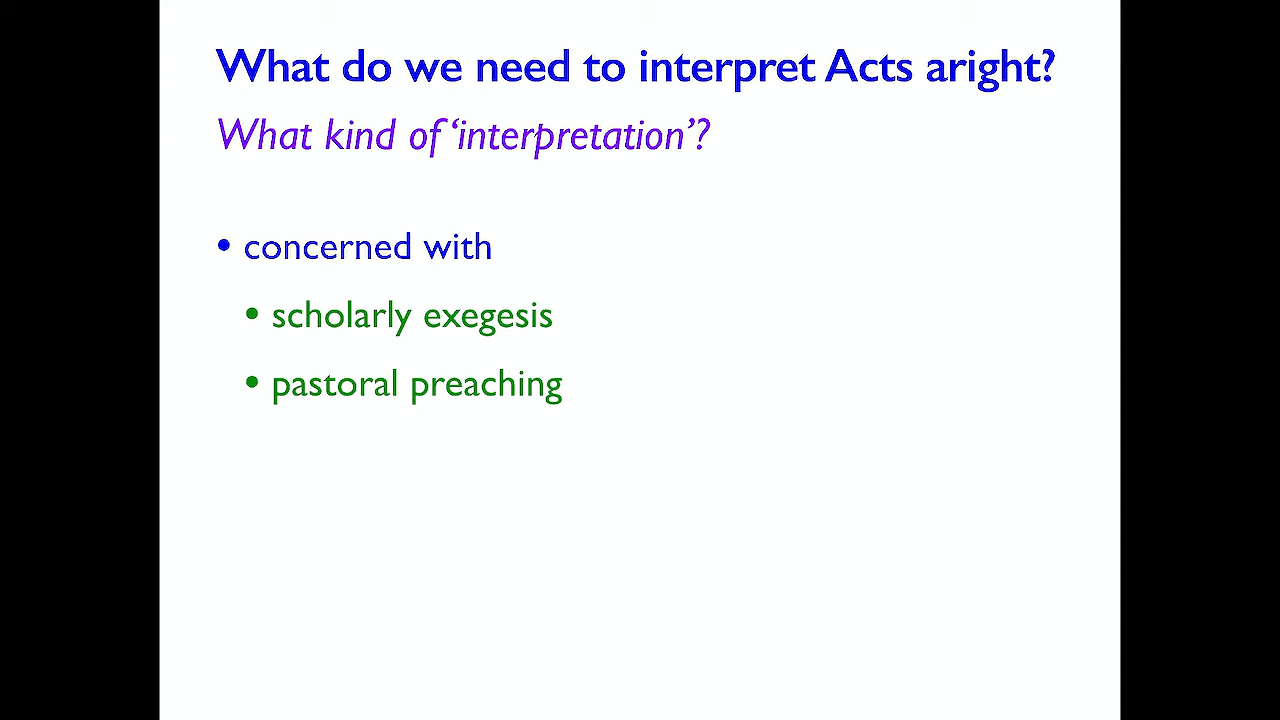 What do we need to interpret Acts aright?
What kind of ‘interpretation’?
• concerned with
• scholarly exegesis
• pastoral preaching